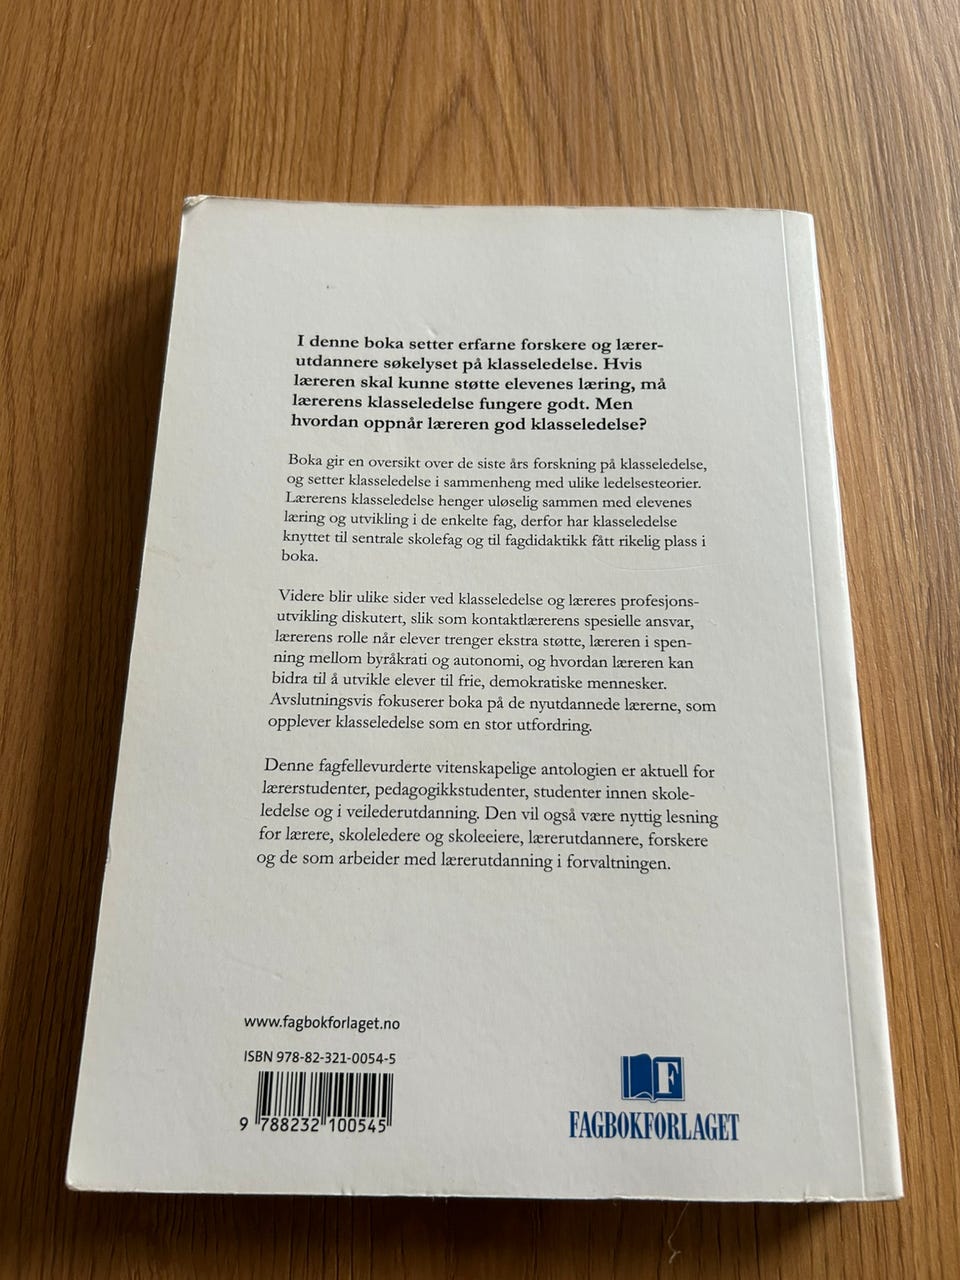 I denne boka setter erfarne forskere og lærer-
utdannere søkelyset på klasseledelse. Hvis
læreren skal kunne støtte elevenes læring, må
lærerens klasseledelse fungere godt. Men
hvordan oppnår læreren god klasseledelse?
Boka gir en oversikt over de siste års forskning på klasseledelse,
og setter klasseledelse i sammenheng med ulike ledelsesteorier.
Lærerens klasseledelse henger uløselig sammen med elevenes
læring og utvikling i de enkelte fag, derfor har klasseledelse
knyttet til sentrale skolefag og til fagdidaktikk fått rikelig plass i
boka.
Videre blir ulike sider ved klasseledelse og læreres profesjons-
utvikling diskutert, slik som kontaktlærerens spesielle ansvar,
lærerens rolle når elever trenger ekstra støtte, læreren i spen-
ning mellom byråkrati og autonomi, og hvordan læreren kan
bidra til å utvikle elever til frie, demokratiske mennesker.
Avslutningsvis fokuserer boka på de nyutdannede lærerne, som
opplever klasseledelse som en stor utfordring.
Denne fagfellevurderte vitenskapelige antologien er aktuell for
lærerstudenter, pedagogikkstudenter, studenter innen skole-
ledelse og i veilederutdanning. Den vil også være nyttig lesning
for lærere, skoleledere og skoleeiere, lærerutdannere, forskere
og de som arbeider med lærerutdanning i forvaltningen.
www.fagbokforlaget.no
ISBN 978-82-321-0054-5
9 788232 100545
F
FAGBOKFORLAGET